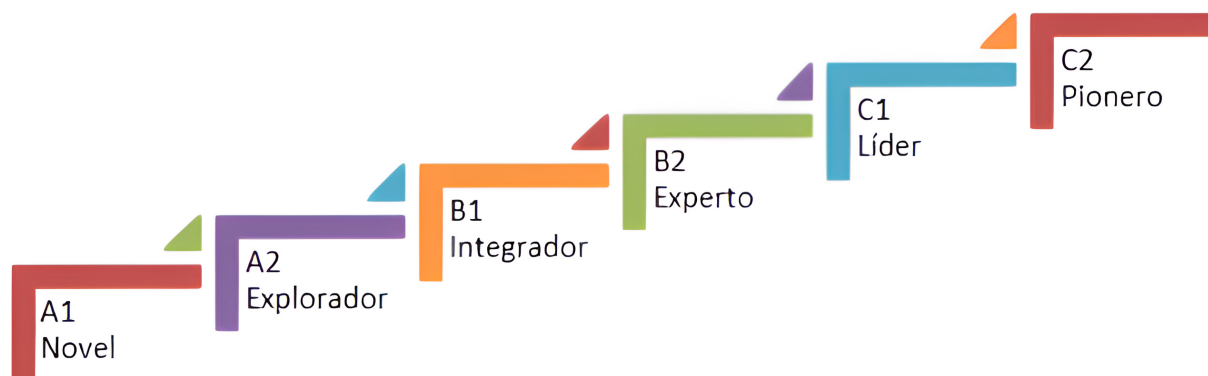 A1
Novel
A2
Explorador
B1
Integrador
B2
Experto
C1
Líder
C2
Pionero